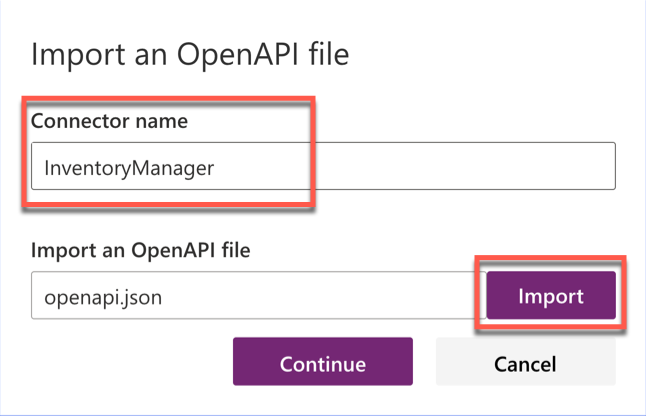 Import an OpenAPI file
Connector name
InventoryManager
Import an OpenAPI file
openapi.json
Import
Continue
Cancel